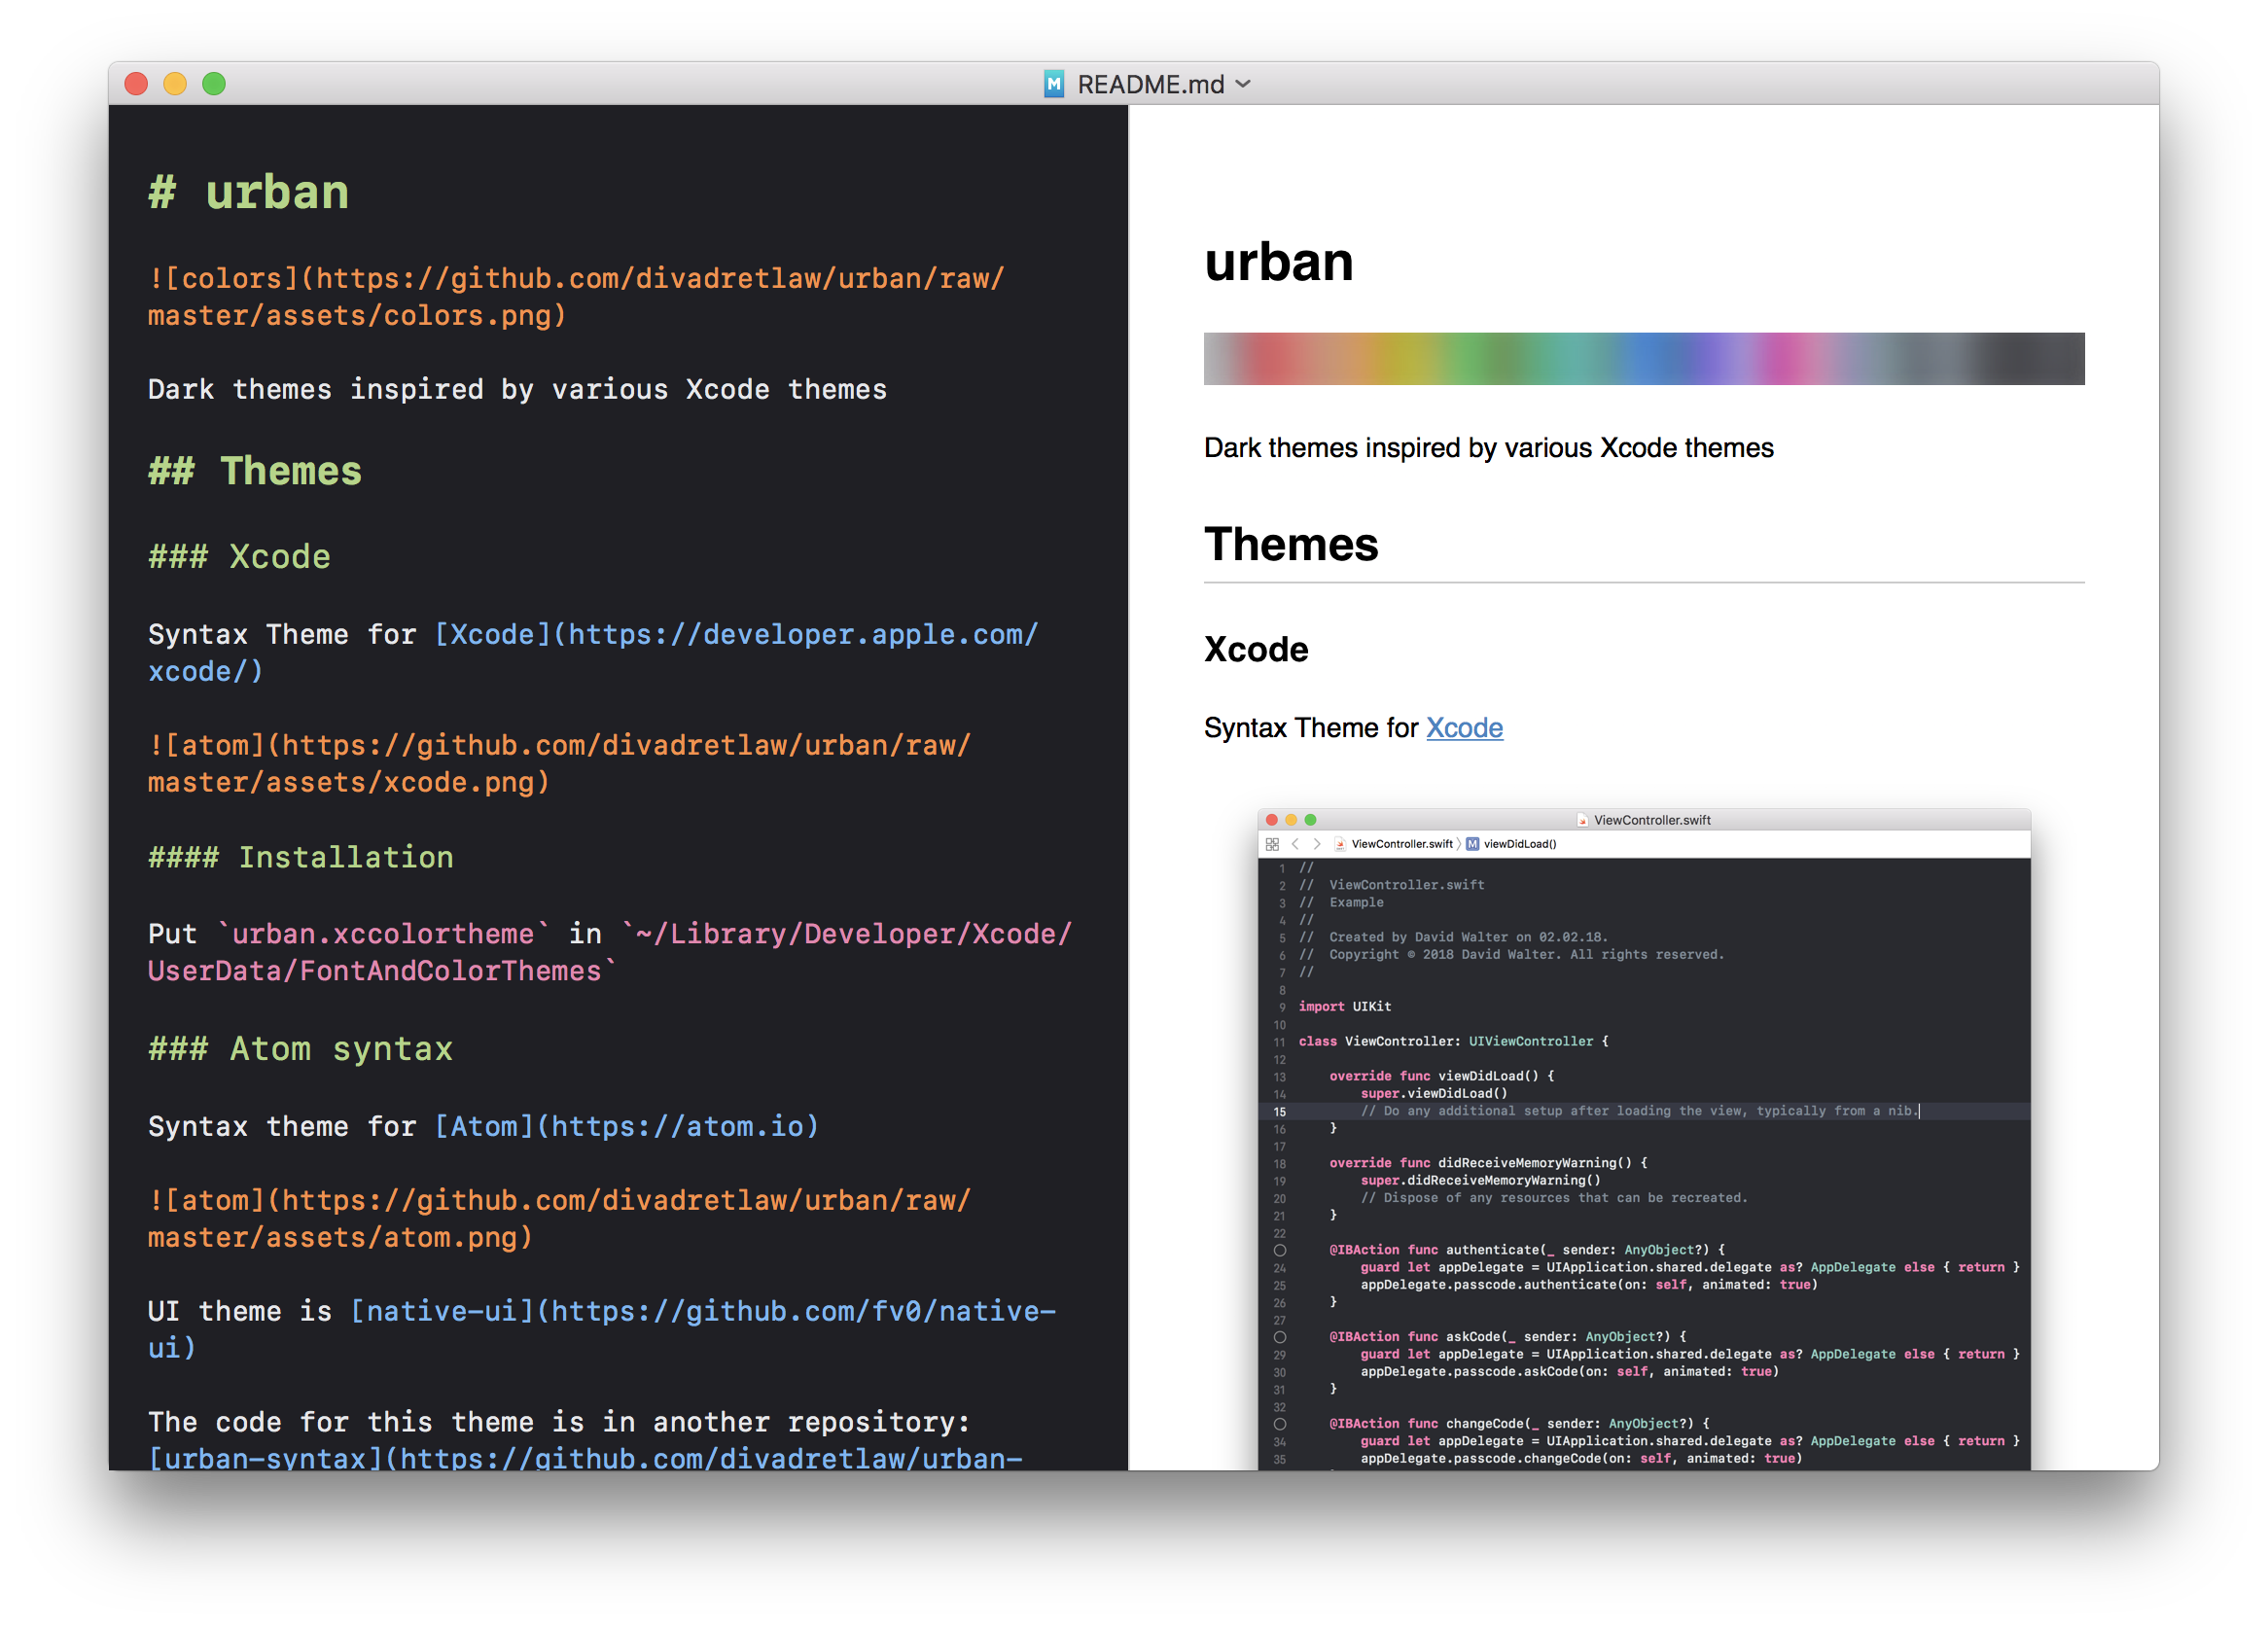 README.md
# urban
![colors](https://github.com/divadretlaw/urban/raw/
master/assets/colors.png)
Dark themes inspired by various Xcode themes
## Themes
### Xcode
Syntax Theme for [Xcode](https://developer.apple.com/
xcode/)
![atom](https://github.com/divadretlaw/urban/raw/
master/assets/xcode.png)
#### Installation
Put `urban.xccolortheme` in `~/Library/Developer/Xcode/
UserData/FontAndColorThemes`
### Atom syntax
Syntax theme for [Atom](https://atom.io)
![atom](https://github.com/divadretlaw/urban/raw/
master/assets/atom.png)
UI theme is [native-ui](https://github.com/fv0/native-
ui)
The code for this theme is in another repository:
[urban-syntax](https://github.com/divadretlaw/urban-
urban
Dark themes inspired by various Xcode themes
Themes
Xcode
Syntax Theme for Xcode
ViewController.swift
ViewController.swift M viewDidLoad()
1 //
2 // ViewController.swift
3 // Example
4 //
5 // Created by David Walter on 02.02.18.
6 // Copyright © 2018 David Walter. All rights reserved.
7 //
8
9 import UIKit
10
11 class ViewController: UIViewController {
12
13 override func viewDidLoad() {
14 super.viewDidLoad()
15 // Do any additional setup after loading the view, typically from a nib.
16 }
17
18 override func didReceiveMemoryWarning() {
19 super.didReceiveMemoryWarning()
20 // Dispose of any resources that can be recreated.
21 }
22
@IBAction func authenticate(_ sender: AnyObject?) {
24 guard let appDelegate = UIApplication.shared.delegate as? AppDelegate else { return }
25 appDelegate.passcode.authenticate(on: self, animated: true)
26 }
27
@IBAction func askCode(_ sender: AnyObject?) {
29 guard let appDelegate = UIApplication.shared.delegate as? AppDelegate else { return }
30 appDelegate.passcode.askCode(on: self, animated: true)
31 }
32
@IBAction func changeCode(_ sender: AnyObject?) {
34 guard let appDelegate = UIApplication.shared.delegate as? AppDelegate else { return }
35 appDelegate.passcode.changeCode(on: self, animated: true)